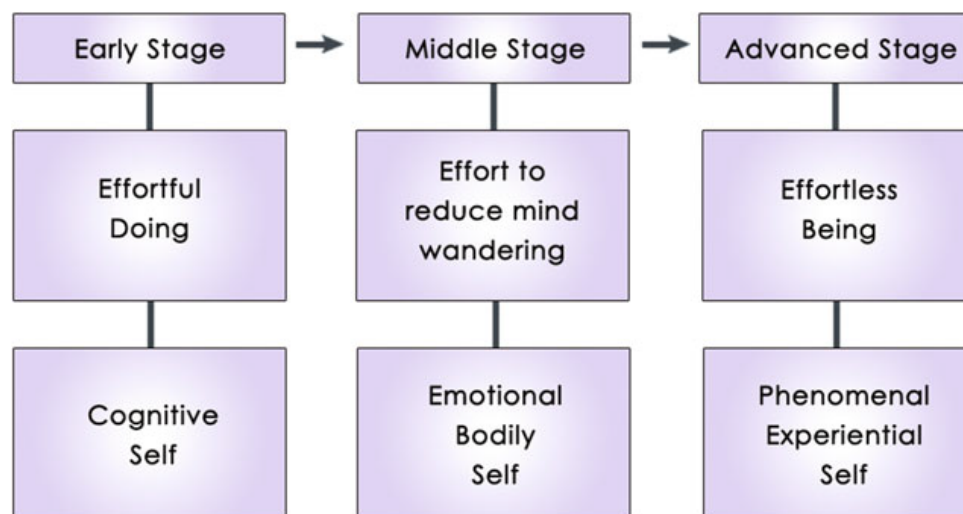 Early Stage
Middle Stage
Advanced Stage
Effortful
Doing
Effort to
reduce mind
wandering
Effortless
Being
Cognitive
Self
Emotional
Bodily
Self
Phenomenal
Experiential
Self